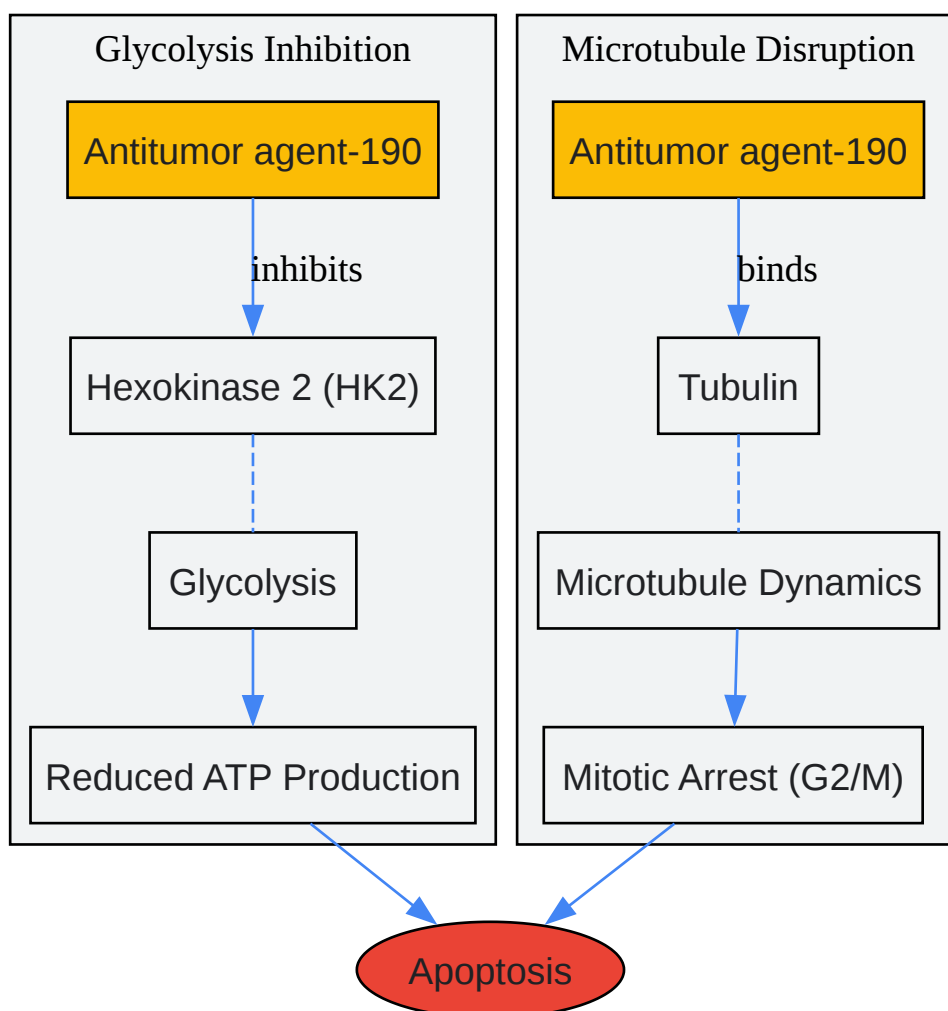 Glycolysis Inhibition
Antitumor agent-190
inhibits
Hexokinase 2 (HK2)
Glycolysis
Reduced ATP Production
Microtubule Disruption
Antitumor agent-190
binds
Tubulin
Microtubule Dynamics
Mitotic Arrest (G2/M)
Apoptosis